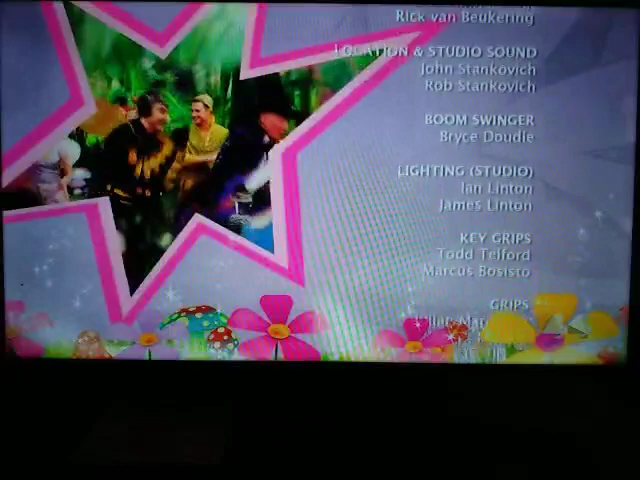 Rick van Beukering
LOCATION & STUDIO SOUND
John Stankovich
Rob Stankovich
BOOM SWINGER
Bryce Doudle
LIGHTING (STUDIO)
Ian Linton
James Linton
KEY GRIPS
Todd Telford
Marcus Bosisto
GRIPS